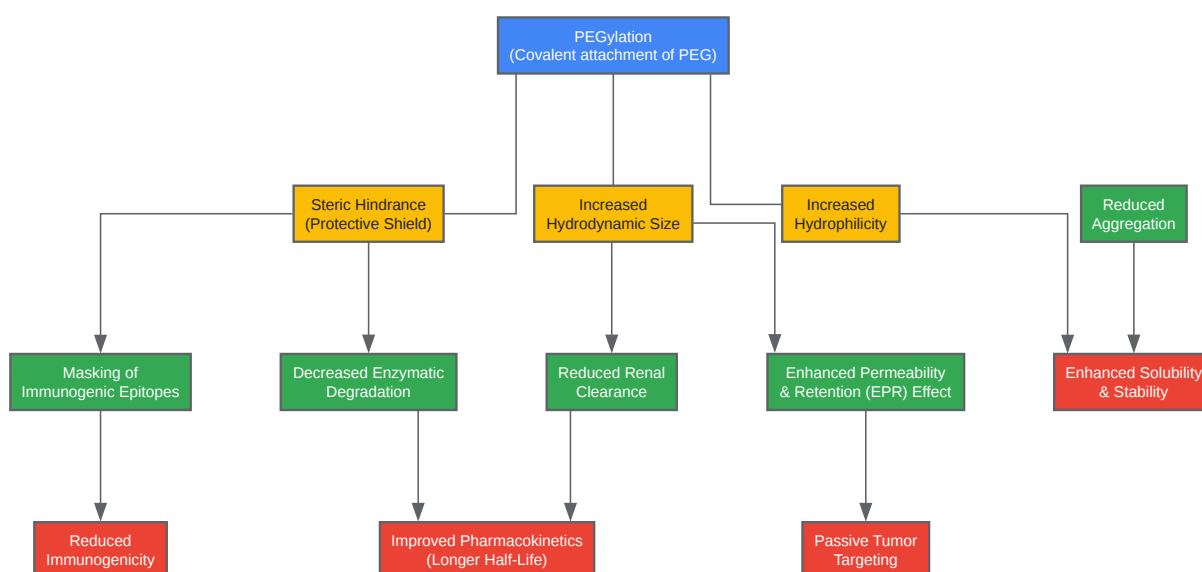 PEGylation
(Covalent attachment of PEG)
Steric Hindrance
(Protective Shield)
Increased
Hydrodynamic Size
Increased
Hydrophilicity
Reduced
Aggregation
Masking of
Immunogenic Epitopes
Decreased Enzymatic
Degradation
Reduced Renal
Clearance
Enhanced Permeability
& Retention (EPR) Effect
Enhanced Solubility
& Stability
Reduced
Immunogenicity
Improved Pharmacokinetics
(Longer Half-Life)
Passive Tumor
Targeting